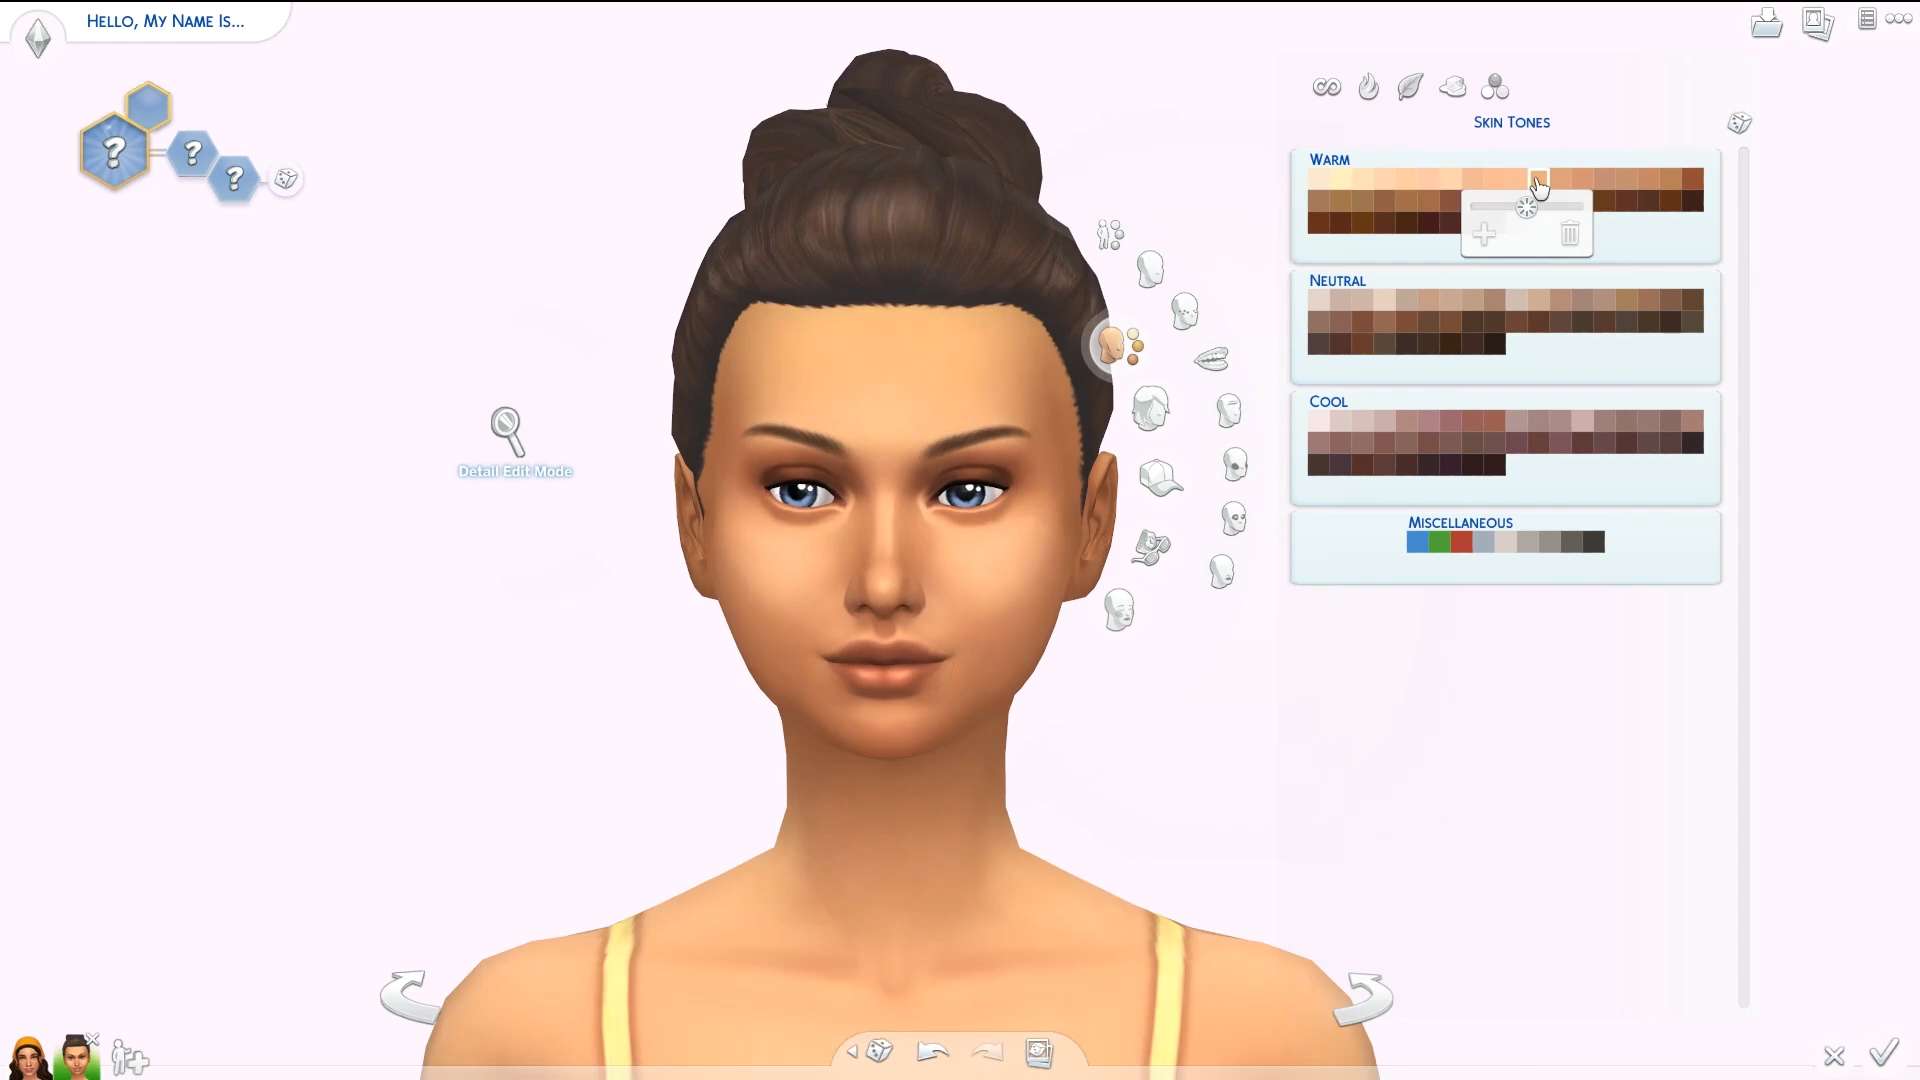 Hello, My Name Is...
Skin Tones
Warm
Neutral
Cool
Miscellaneous
Detail Edit Mode